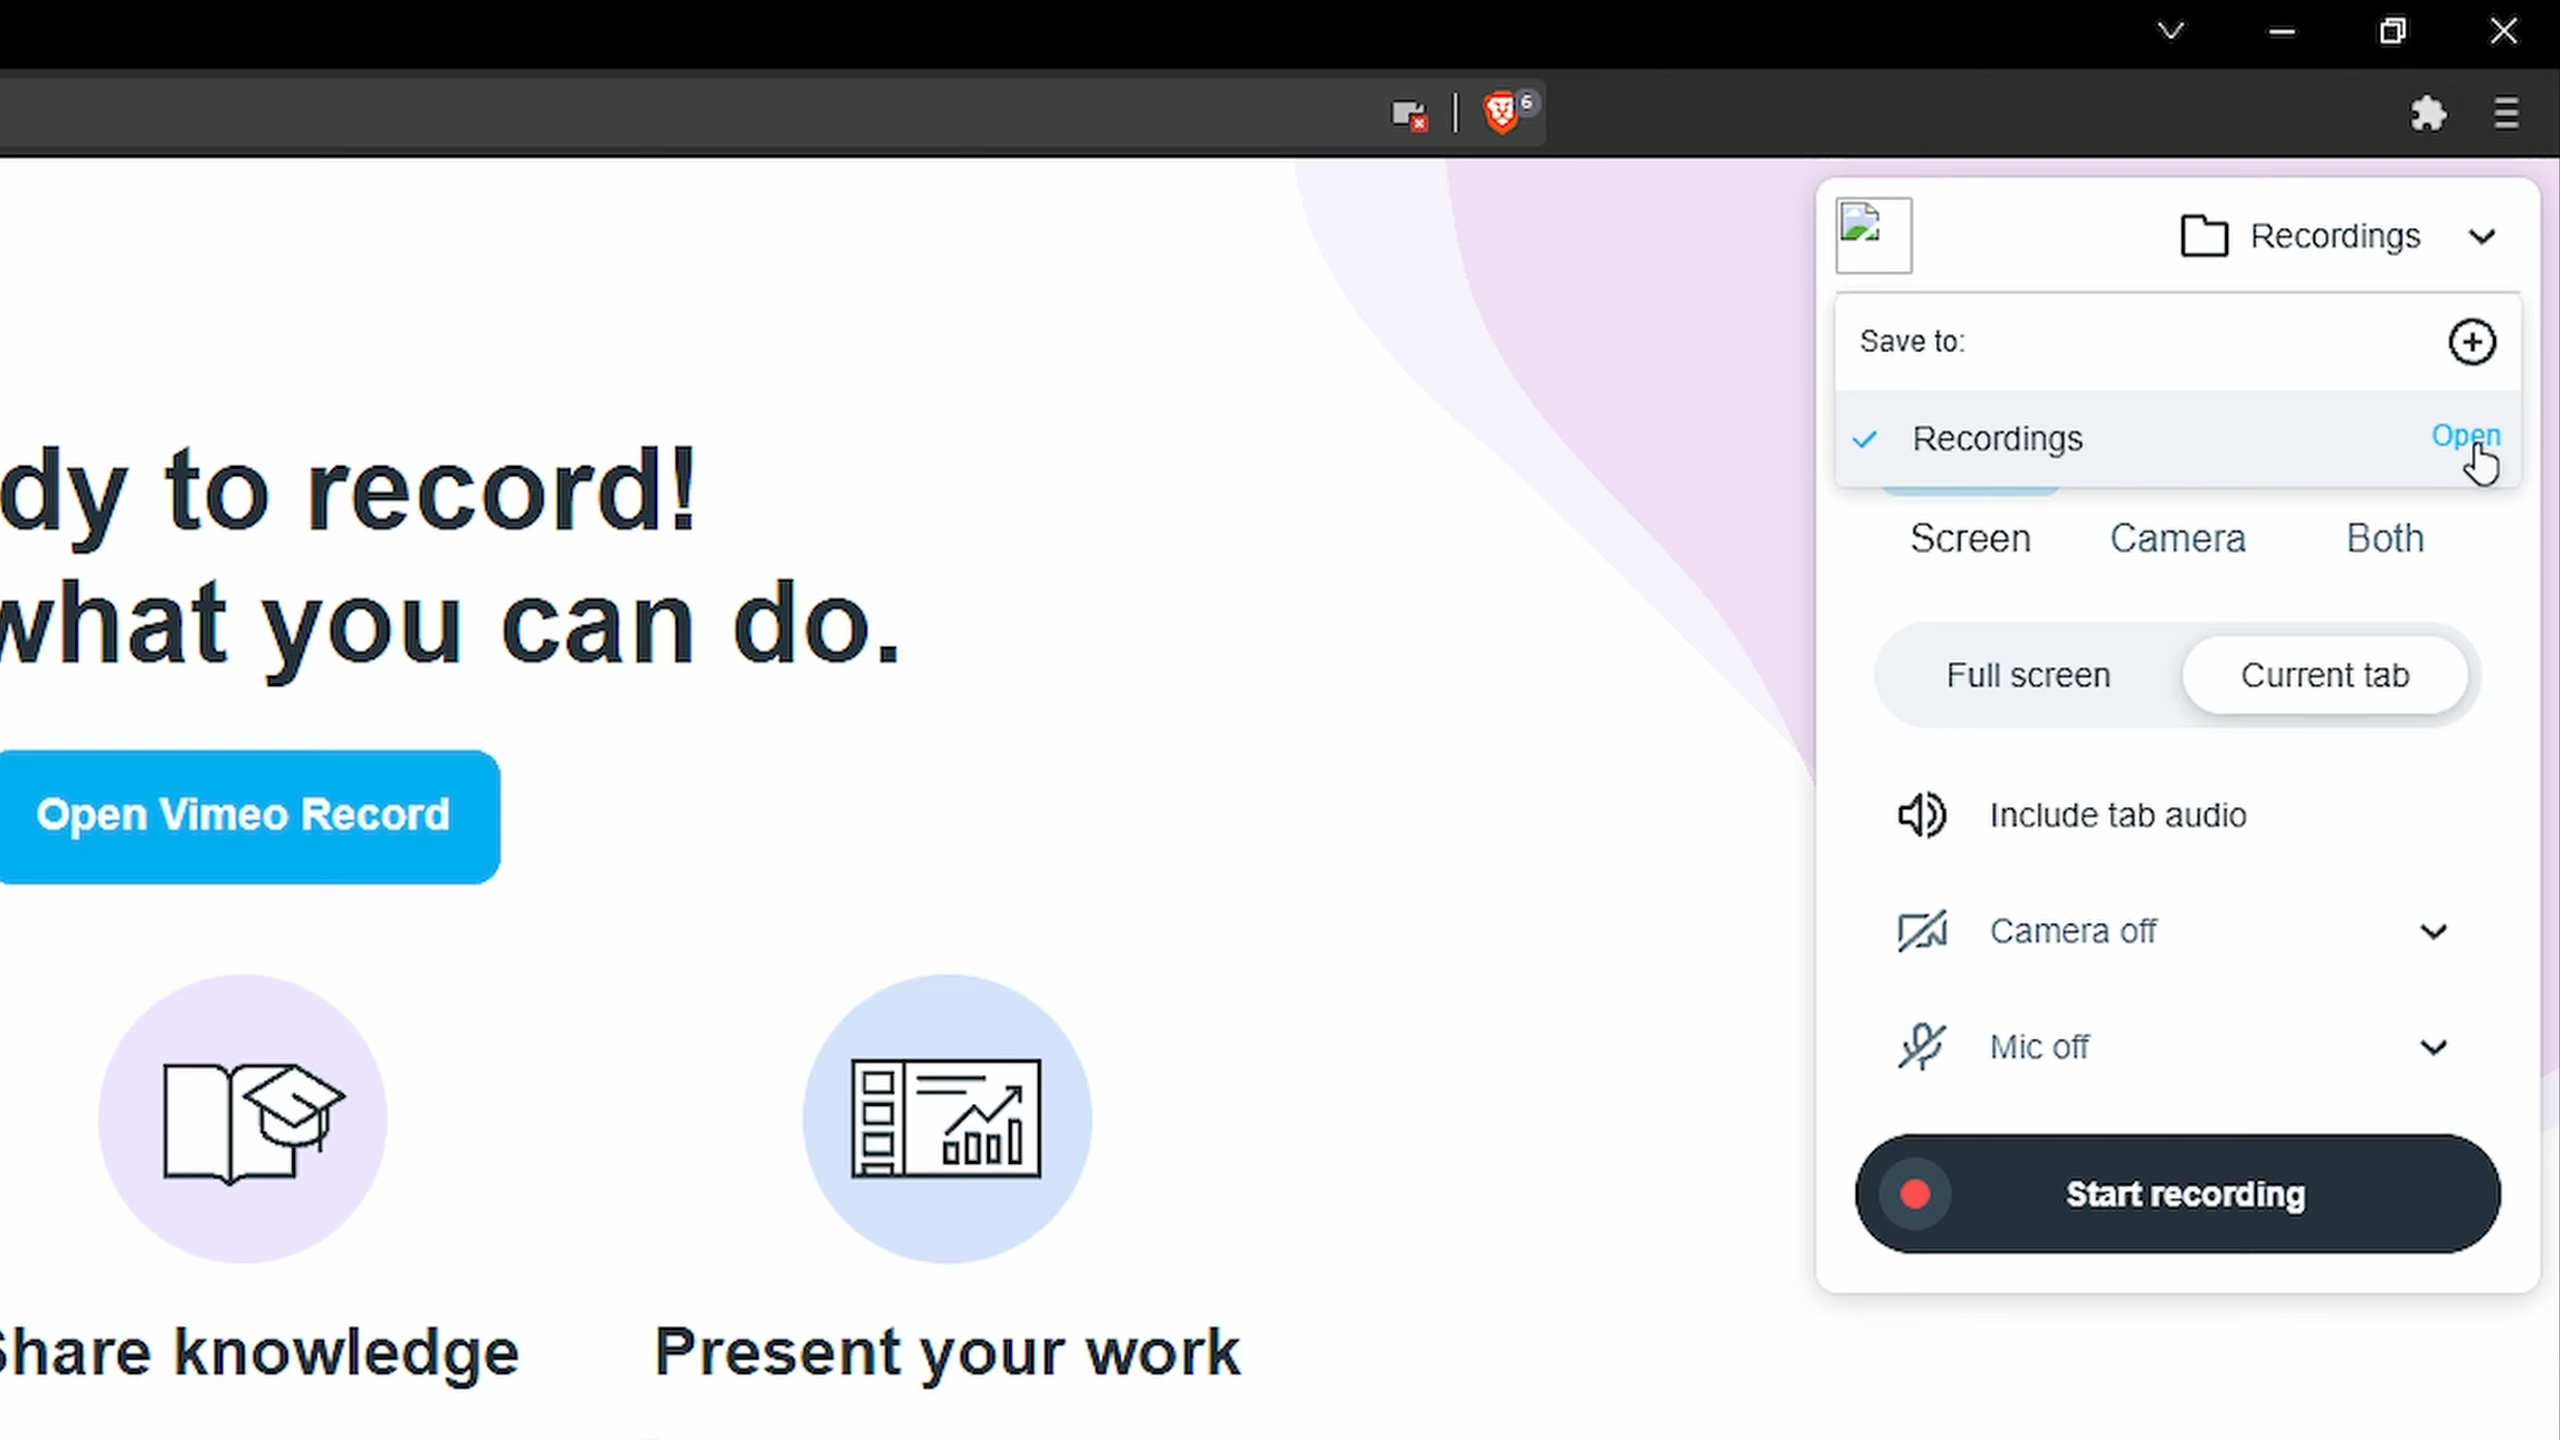 6
Recordings
Save to:
Recordings Open
dy to record!
what you can do.
Screen Camera Both
Full screen Current tab
Open Vimeo Record
Include tab audio
Camera off
Mic off
Start recording
Share knowledge
Present your work